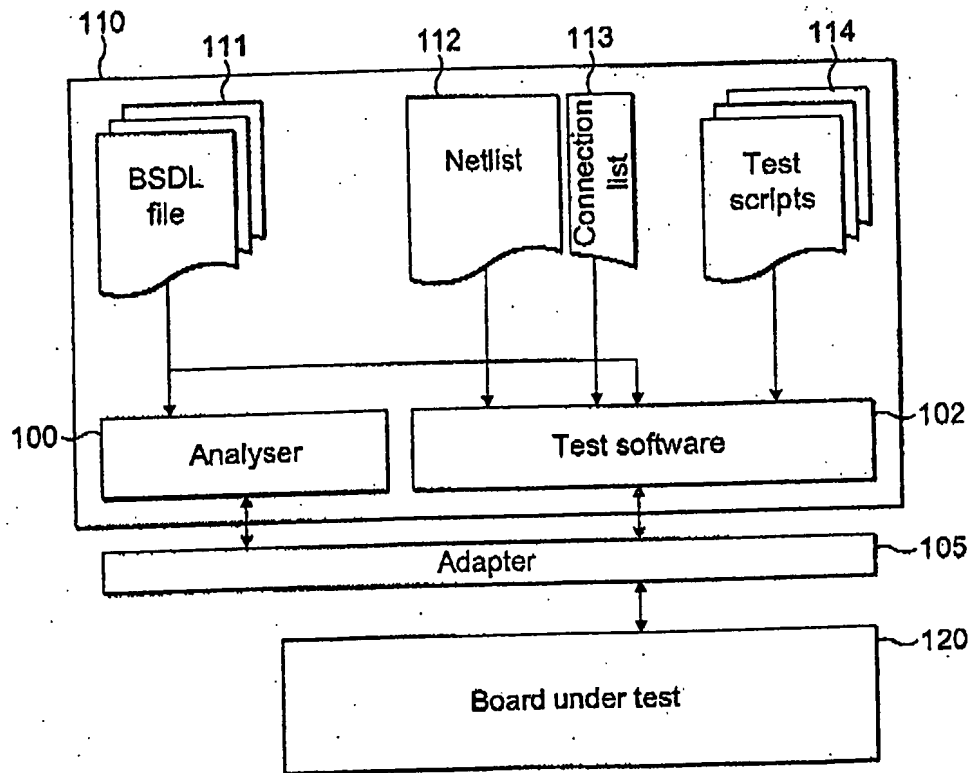 110
111
112
113
114
BSDL
file
Netlist
Connection
list
Test
scripts
100
Analyser
Test software
102
Adapter
105
120
Board under test